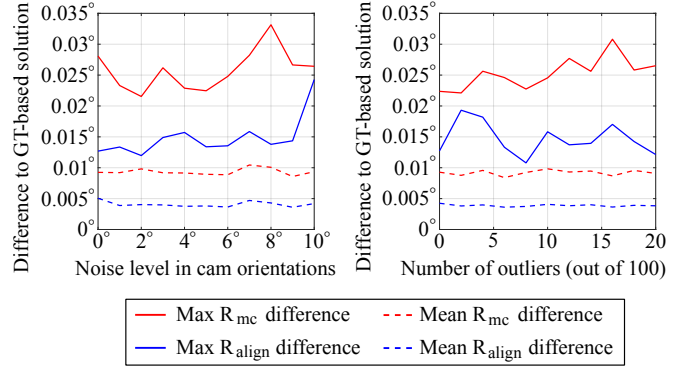 0.035°
0.03°
0.025°
0.02°
0.015°
0.01°
0.005°
0°
Difference to GT-based solution
0° 2° 4° 6° 8° 10°
Noise level in cam orientations
0.035°
0.03°
0.025°
0.02°
0.015°
0.01°
0.005°
0°
Difference to GT-based solution
0 5 10 15 20
Number of outliers (out of 100)
Max R mc difference
Mean R mc difference
Max R align difference
Mean R align difference